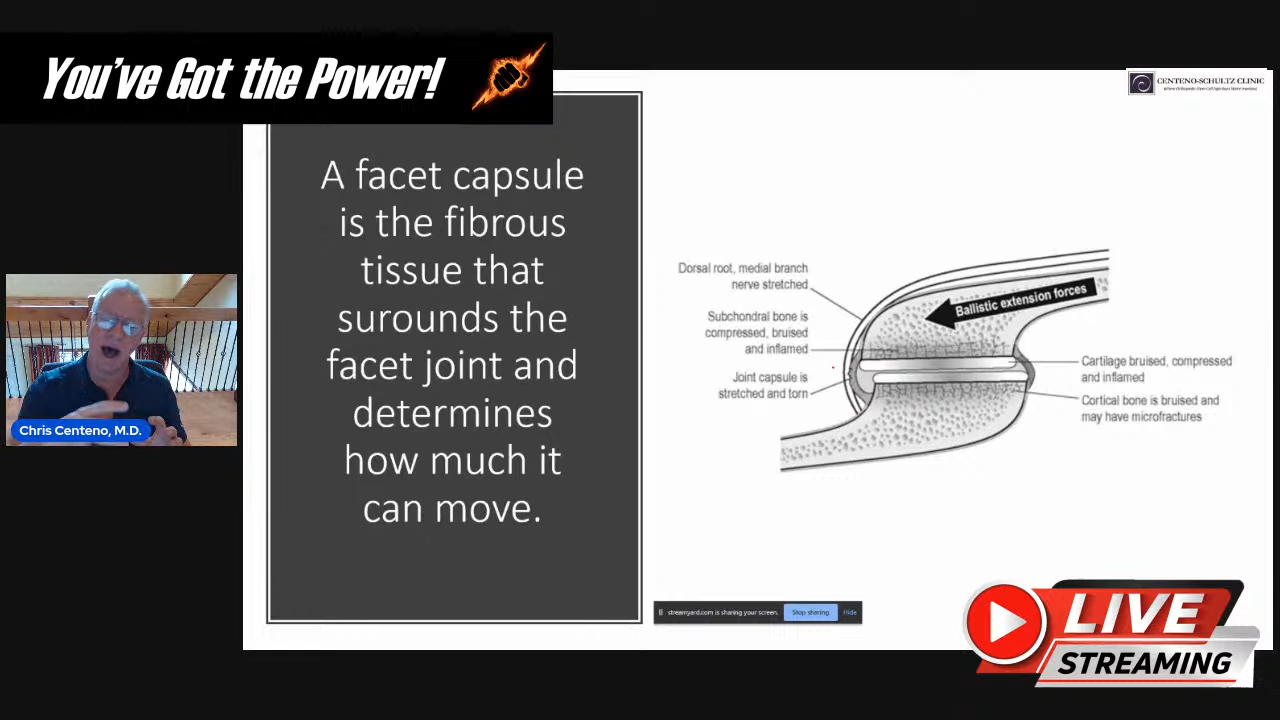 You've Got the Power!
CENTENO-SCHULTZ CLINIC
A facet capsule
is the fibrous
tissue that
surounds the
facet joint and
determines
how much it
can move.
Dorsal root, medial branch
nerve stretched
Subchondral bone is
compressed, bruised
and inflamed
Joint capsule is
stretched and torn
Ballistic extension forces
Cartilage bruised, compressed
and inflamed
Cortical bone is bruised and
may have microfractures
Chris Centeno, M.D.
streamyard.com is sharing your screen.
Stop sharing
Hide
LIVE
STREAMING